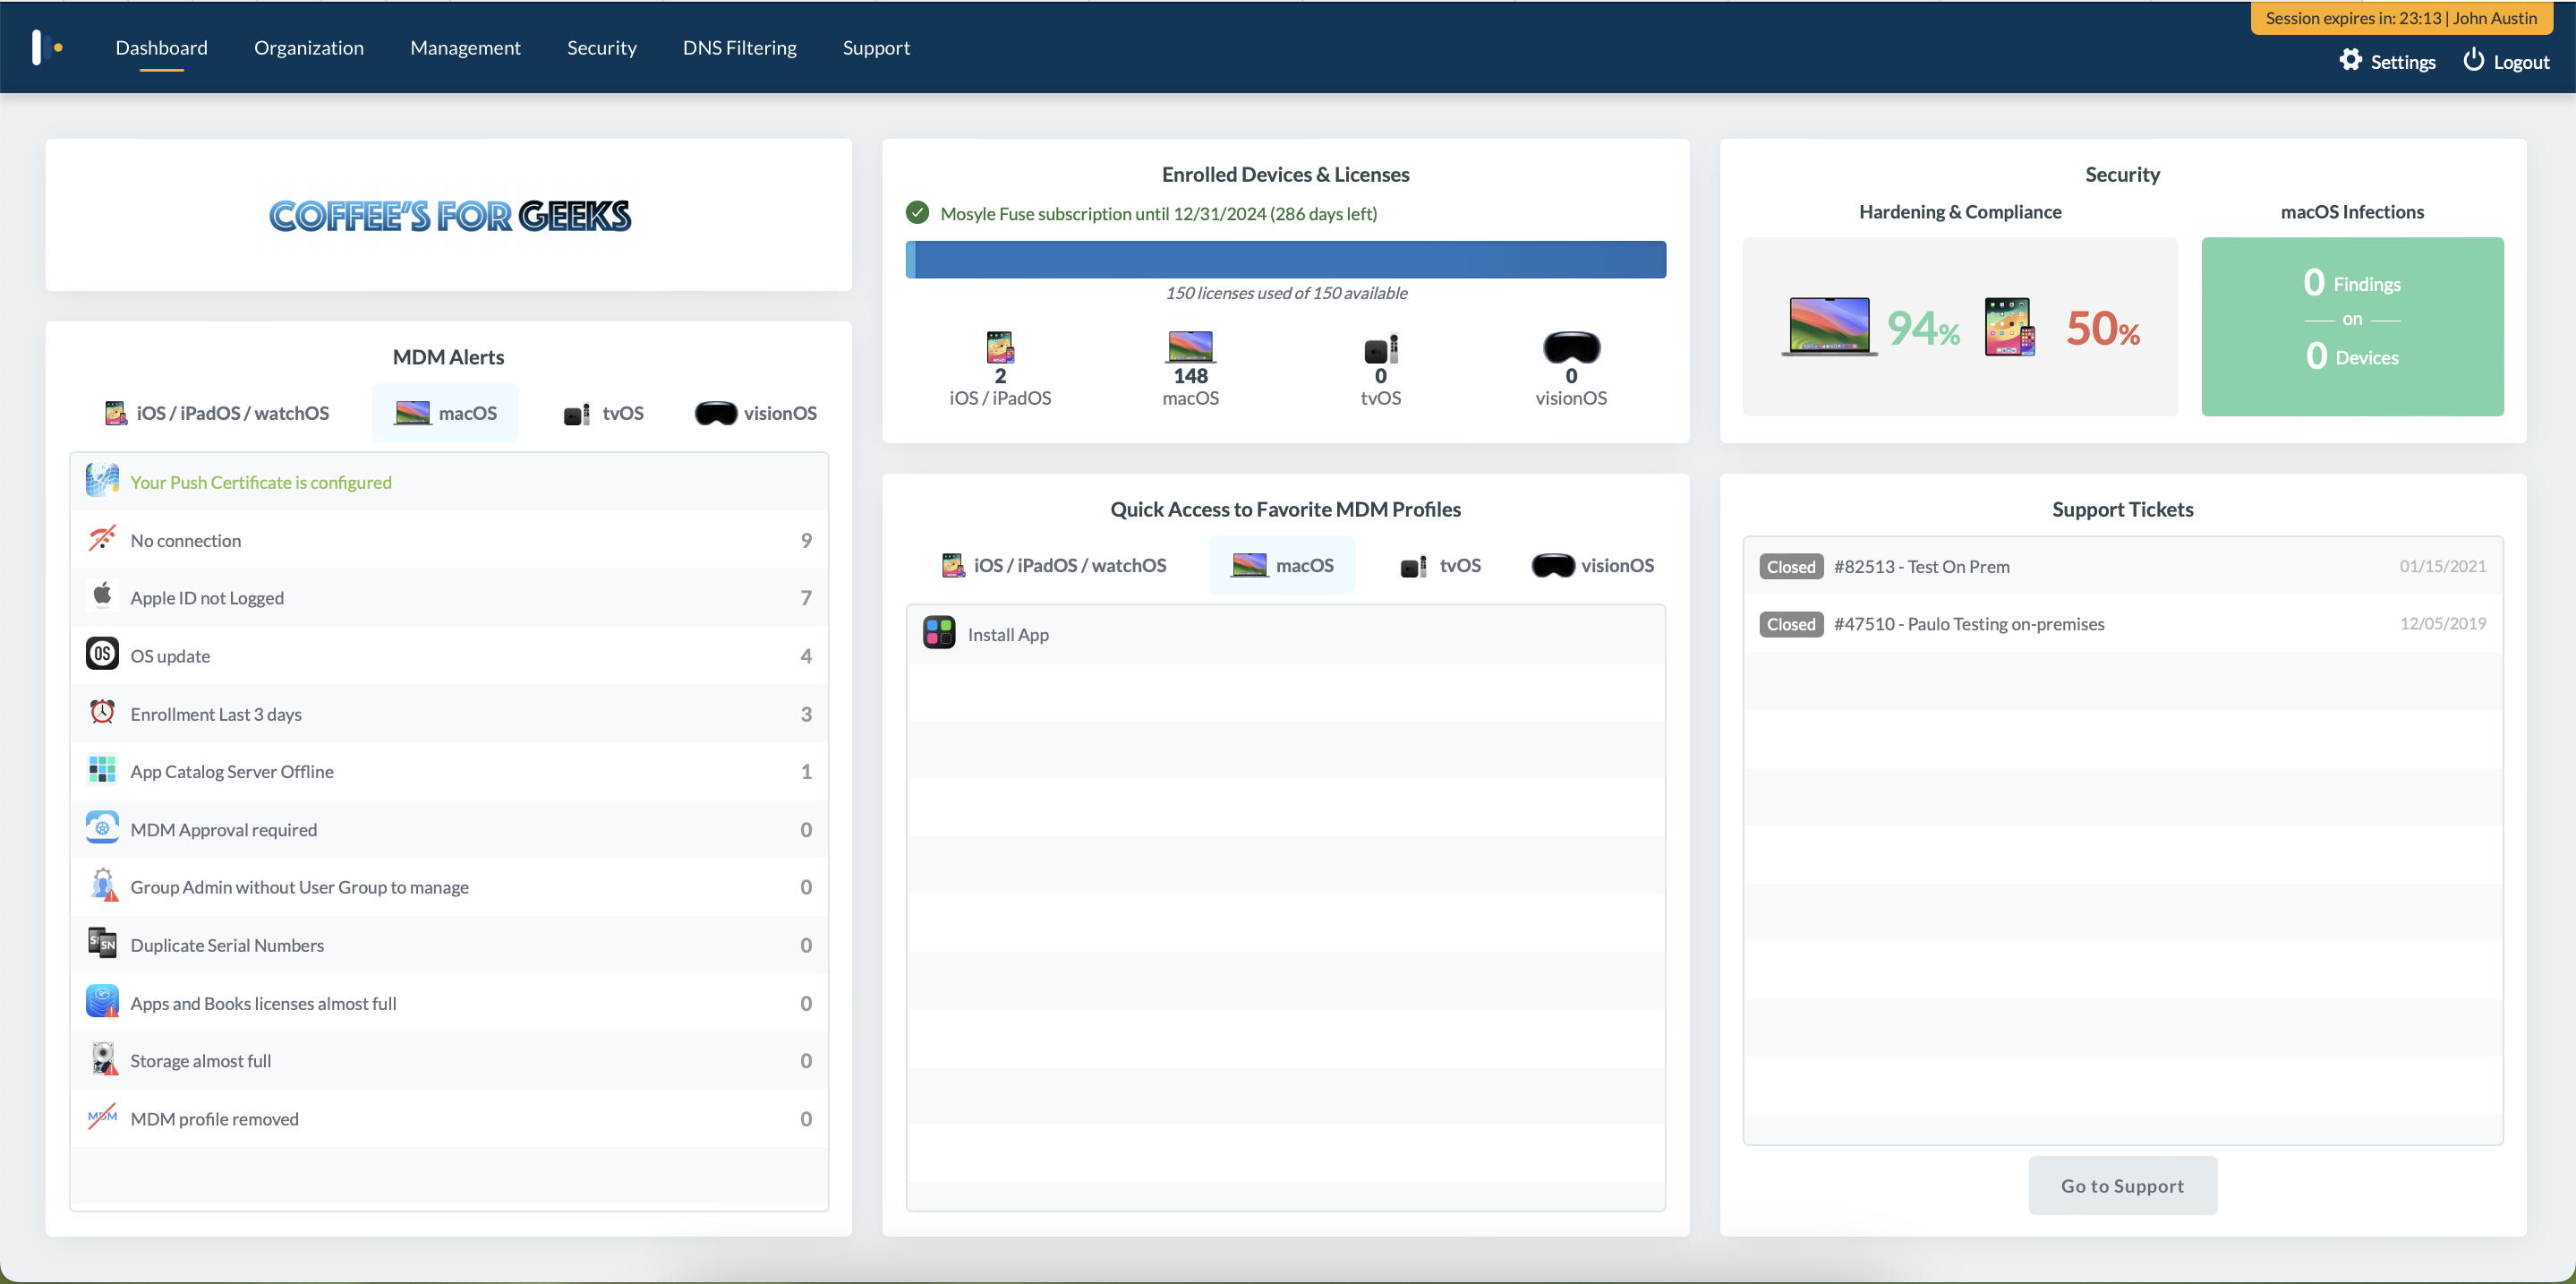 Session expires in: 23:13 | John Austin
Dashboard Organization Management Security DNS Filtering Support
Settings Logout
COFFEE'S FOR GEEKS
MDM Alerts
iOS / iPadOS / watchOS macOS tvOS visionOS
Your Push Certificate is configured
No connection 9
Apple ID not Logged 7
OS update 4
Enrollment Last 3 days 3
App Catalog Server Offline 1
MDM Approval required 0
Group Admin without User Group to manage 0
Duplicate Serial Numbers 0
Apps and Books licenses almost full 0
Storage almost full 0
MDM profile removed 0
Enrolled Devices & Licenses
Mosyle Fuse subscription until 12/31/2024 (286 days left)
150 licenses used of 150 available
2 148 0 0
iOS / iPadOS macOS tvOS visionOS
Quick Access to Favorite MDM Profiles
iOS / iPadOS / watchOS macOS tvOS visionOS
Install App
Security
Hardening & Compliance macOS Infections
94% 50%
0 Findings
on
0 Devices
Support Tickets
Closed #82513 - Test On Prem 01/15/2021
Closed #47510 - Paulo Testing on-premises 12/05/2019
Go to Support